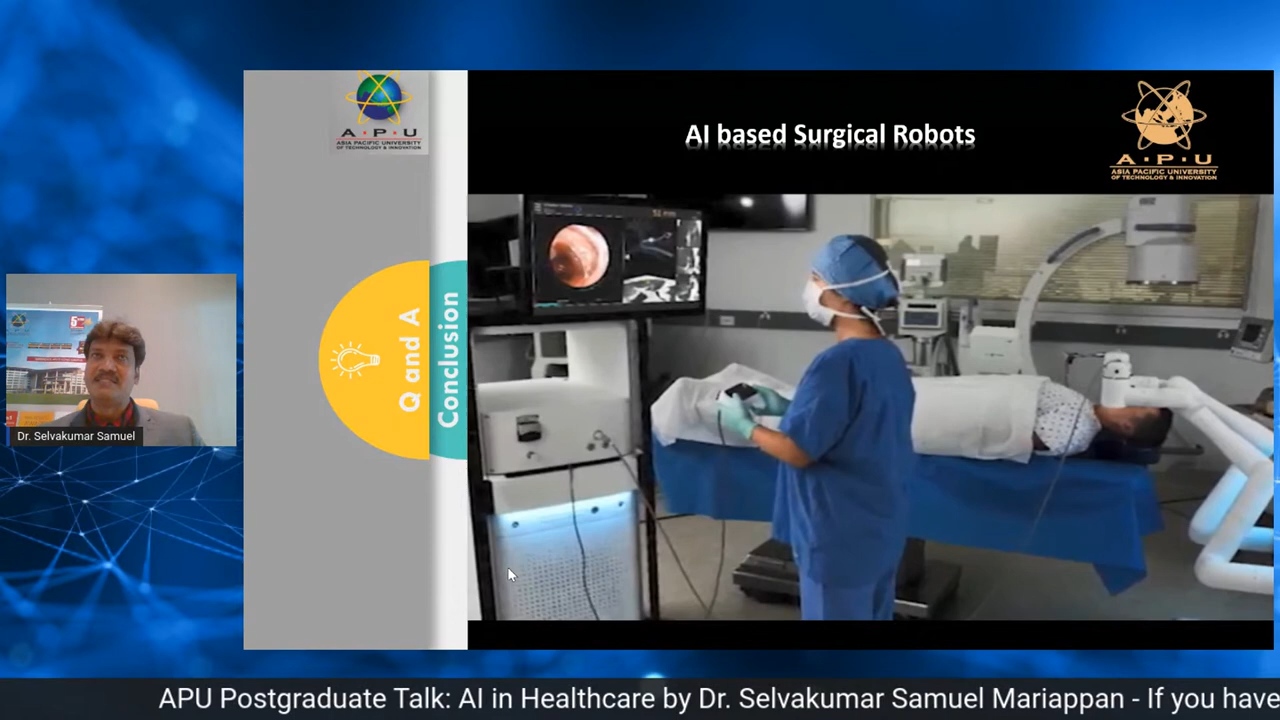 A·P·U
ASIA PACIFIC UNIVERSITY
OF TECHNOLOGY & INNOVATION
AI based Surgical Robots
A·P·U
ASIA PACIFIC UNIVERSITY
OF TECHNOLOGY & INNOVATION
Q and A
Conclusion
Dr. Selvakumar Samuel
APU Postgraduate Talk: AI in Healthcare by Dr. Selvakumar Samuel Mariappan - If you have